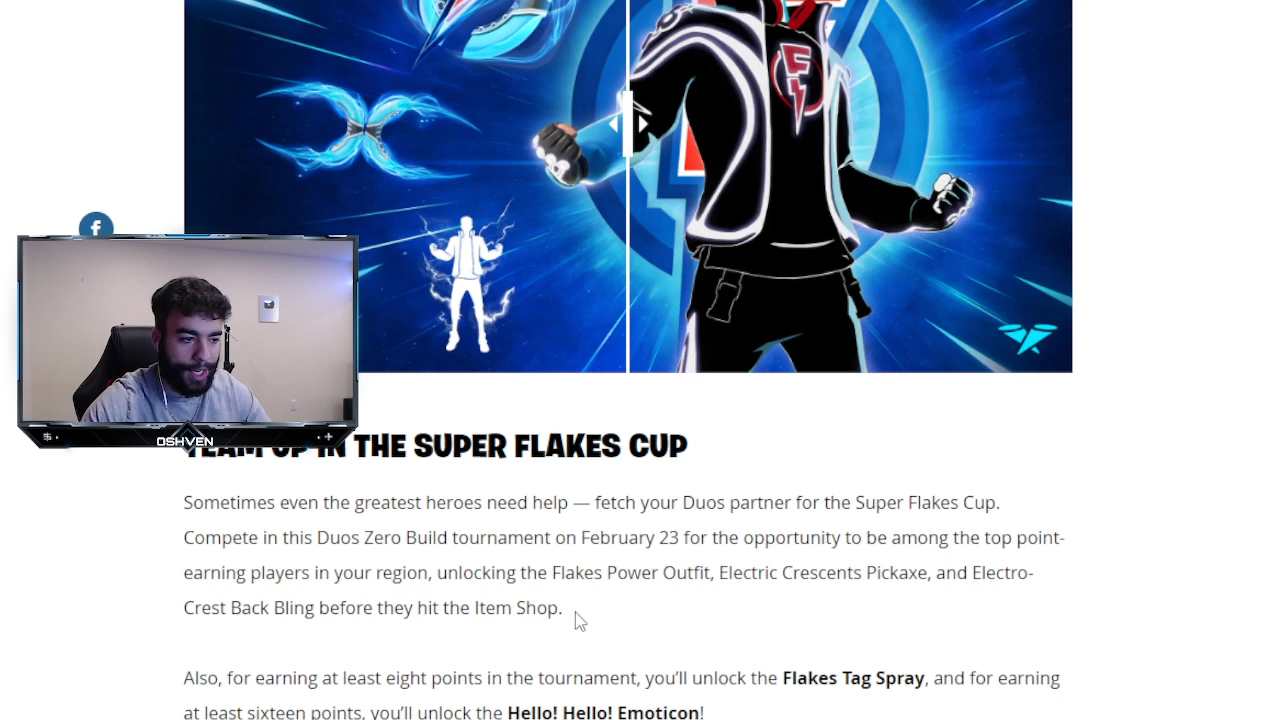 f
OSHVEN
TEAM UP IN THE SUPER FLAKES CUP
Sometimes even the greatest heroes need help — fetch your Duos partner for the Super Flakes Cup.
Compete in this Duos Zero Build tournament on February 23 for the opportunity to be among the top point-
earning players in your region, unlocking the Flakes Power Outfit, Electric Crescents Pickaxe, and Electro-
Crest Back Bling before they hit the Item Shop.
Also, for earning at least eight points in the tournament, you’ll unlock the Flakes Tag Spray, and for earning
at least sixteen points, you’ll unlock the Hello! Hello! Emoticon!